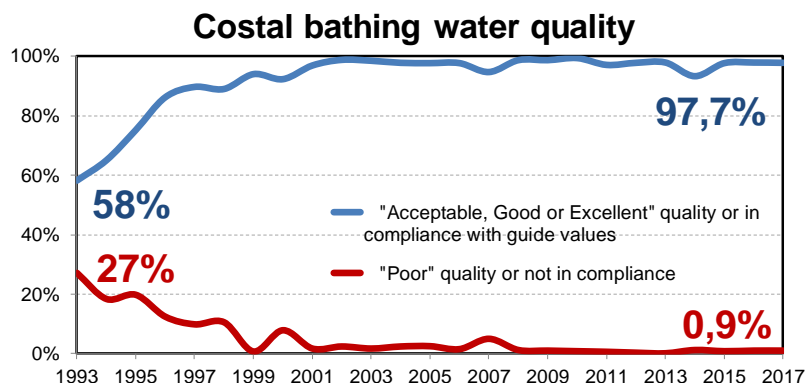 Costal bathing water quality
100%
80%
60%
40%
20%
0%
97,7%
58%
"Acceptable, Good or Excellent" quality or in
compliance with guide values
27%
"Poor" quality or not in compliance
0,9%
1993 1995 1997 1999 2001 2003 2005 2007 2009 2011 2013 2015 2017